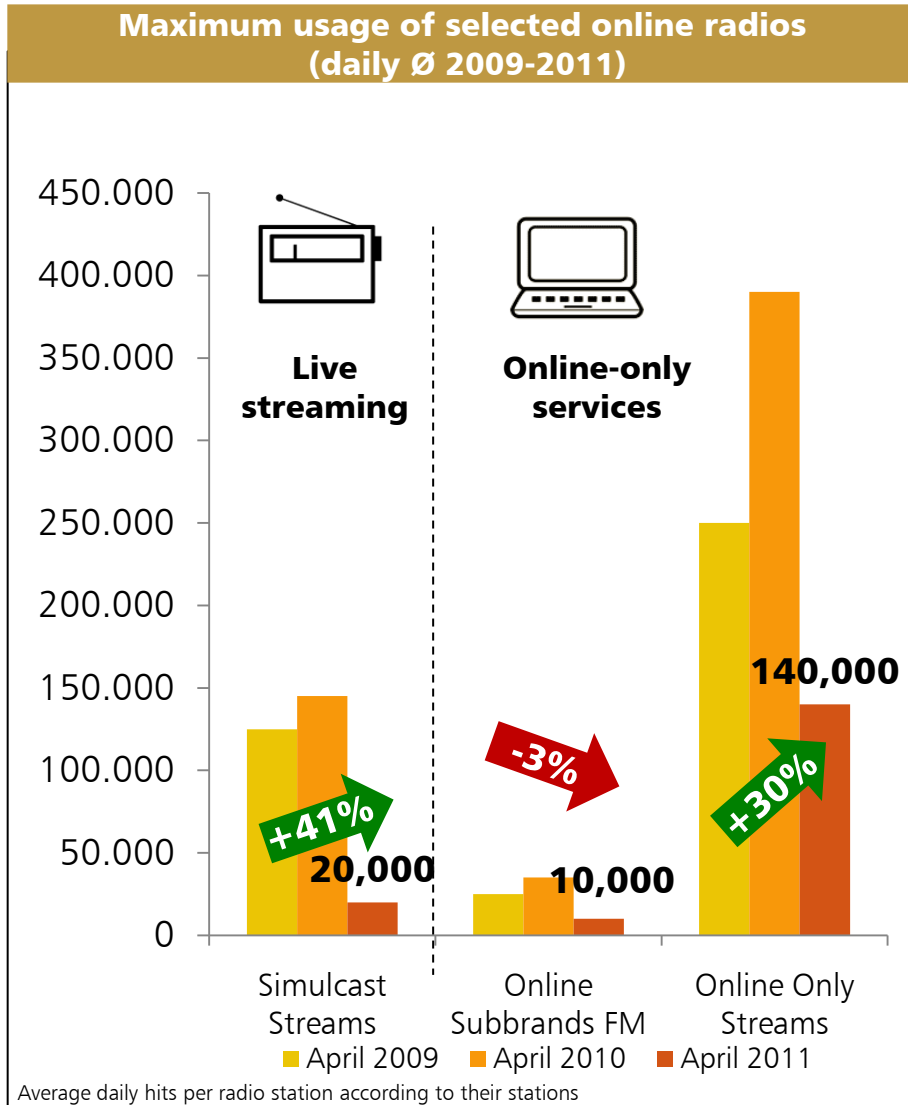 Maximum usage of selected online radios
(daily Ø 2009-2011)
450.000
400.000
350.000
300.000
250.000
200.000
150.000
100.000
50.000
0
Live
streaming
Online-only
services
+41%
20,000
-3%
10,000
140,000
+30%
Simulcast
Streams
Online
Subbrands FM
Online Only
Streams
April 2009
April 2010
April 2011
Average daily hits per radio station according to their stations